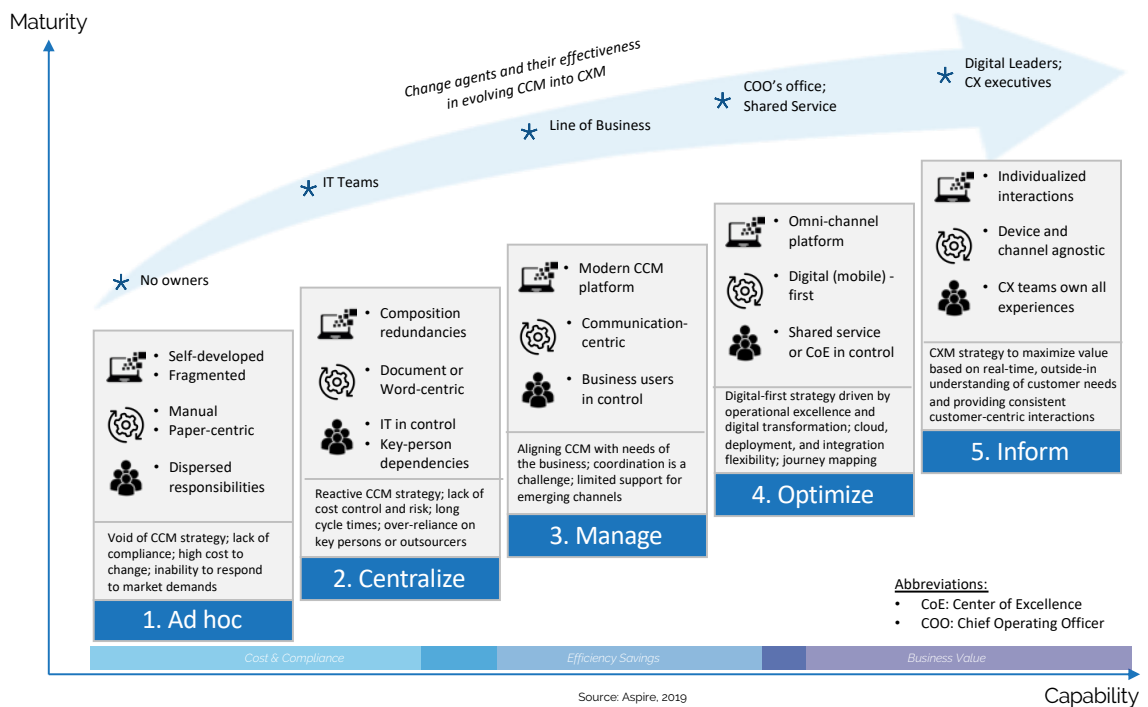 Maturity
Change agents and their effectiveness
in evolving CCM into CXM
No owners
IT Teams
Line of Business
COO's office;
Shared Service
Digital Leaders;
CX executives
• Self-developed
• Fragmented
• Manual
• Paper-centric
• Dispersed
responsibilities
Void of CCM strategy; lack of
compliance; high cost to
change; inability to respond
to market demands
1. Ad hoc
• Composition
redundancies
• Document or
Word-centric
• IT in control
• Key-person
dependencies
Reactive CCM strategy; lack of
cost control and risk; long
cycle times; over-reliance on
key persons or outsourcers
2. Centralize
• Modern CCM
platform
• Communication-
centric
• Business users
in control
Aligning CCM with needs of
the business; coordination is a
challenge; limited support for
emerging channels
3. Manage
• Omni-channel
platform
• Digital (mobile) -
first
• Shared service
or CoE in control
Digital-first strategy driven by
operational excellence and
digital transformation; cloud,
deployment, and integration
flexibility; journey mapping
4. Optimize
• Individualized
interactions
• Device and
channel agnostic
• CX teams own all
experiences
CXM strategy to maximize value
based on real-time, outside-in
understanding of customer needs
and providing consistent
customer-centric interactions
5. Inform
Abbreviations:
• CoE: Center of Excellence
• COO: Chief Operating Officer
Cost & Compliance
Efficiency Savings
Business Value
Source: Aspire, 2019
Capability